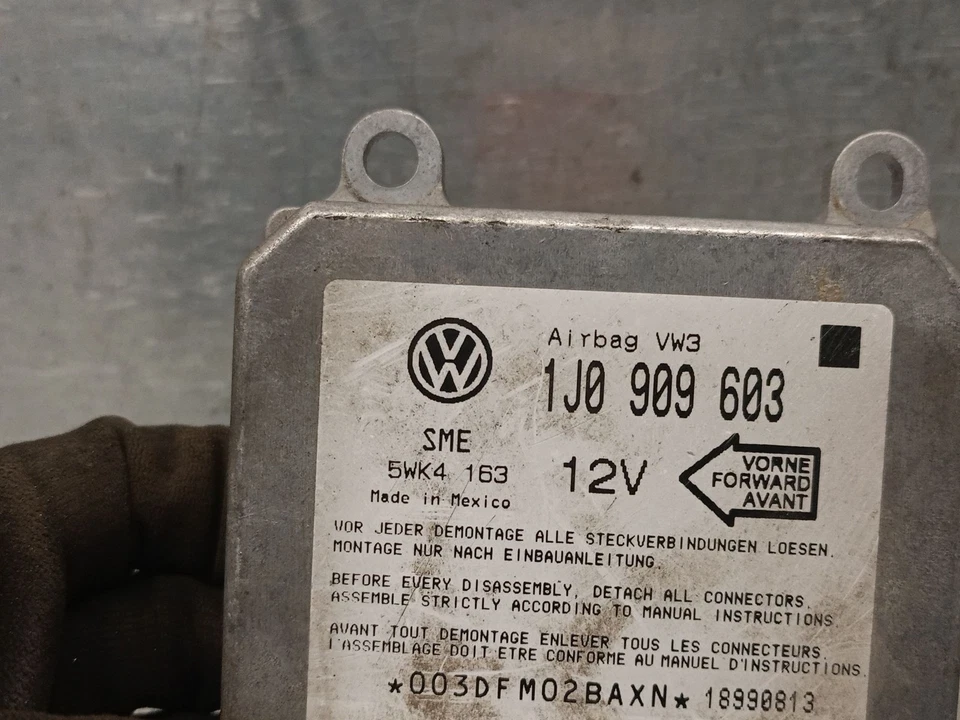 Airbag VW3
1J0 909 603
SME
5WK4 163
12V
Made in Mexico
VORNE
FORWARD
AVANT
VOR JEDER DEMONTAGE ALLE STECKVERBINDUNGEN LOESEN.
MONTAGE NUR NACH EINBAUANLEITUNG.
BEFORE EVERY DISASSEMBLY, DETACH ALL CONNECTORS.
ASSEMBLE STRICTLY ACCORDING TO MANUAL INSTRUCTIONS.
AVANT TOUT DEMONTAGE ENLEVER TOUS LES CONNECTEURS.
L'ASSEMBLAGE DOIT ETRE CONFORME AU MANUEL D'INSTRUCTIONS.
*003DFM02BAXN* 18990813